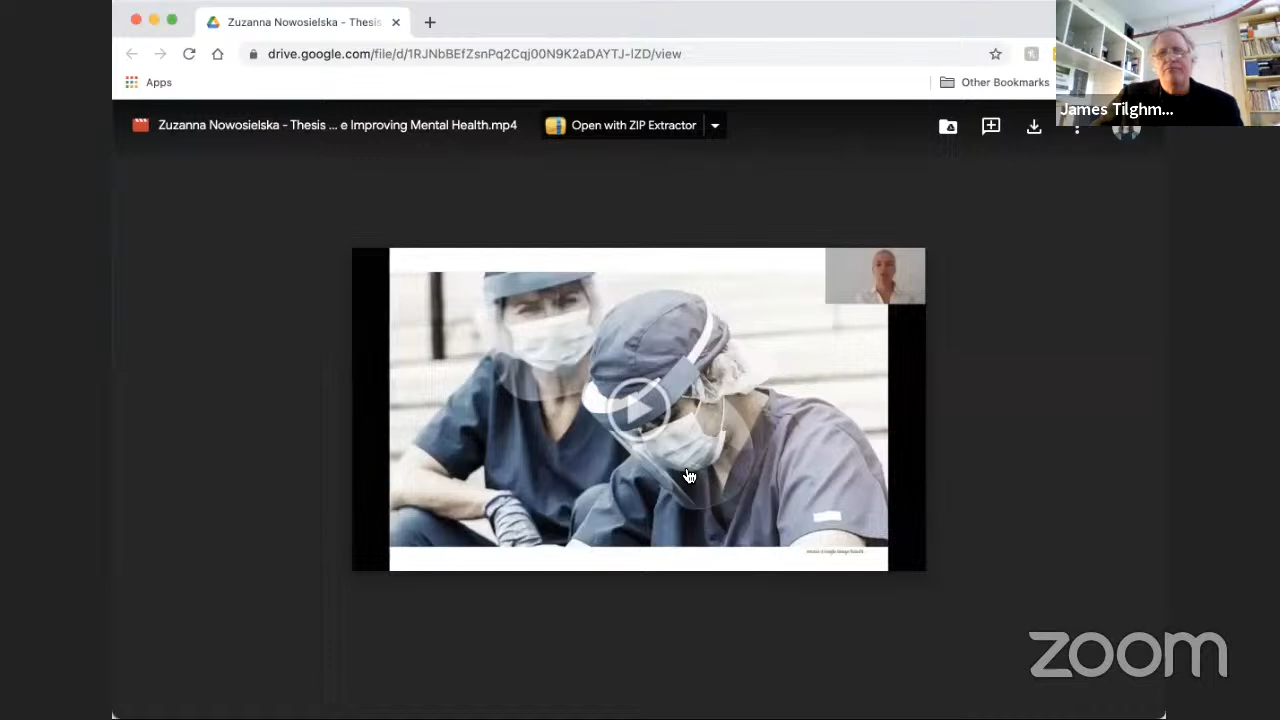 Zuzanna Nowosielska - Thesis
drive.google.com/file/d/1RJNbBEfZsnPq2Cqj00N9K2aDAYTJ-IZD/view
Apps
Other Bookmarks
James Tilghm...
Zuzanna Nowosielska - Thesis ... e Improving Mental Health.mp4
Open with ZIP Extractor
zoom